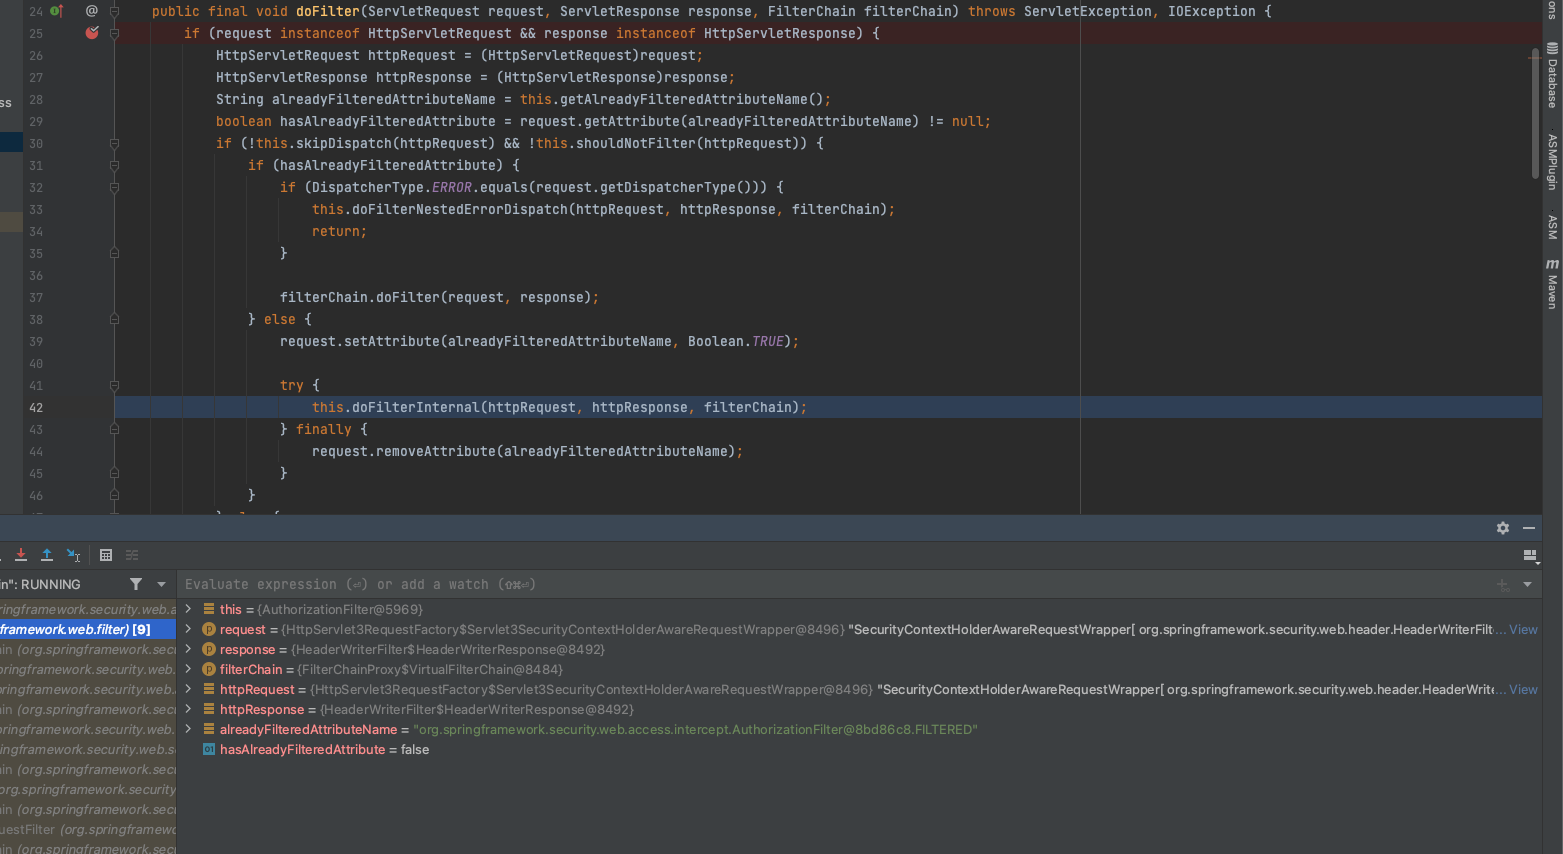 24 @ public final void doFilter(ServletRequest request, ServletResponse response, FilterChain filterChain) throws ServletException, IOException {
25 if (request instanceof HttpServletRequest && response instanceof HttpServletResponse) {
26 HttpServletRequest httpRequest = (HttpServletRequest)request;
27 HttpServletResponse httpResponse = (HttpServletResponse)response;
28 String alreadyFilteredAttributeName = this.getAlreadyFilteredAttributeName();
29 boolean hasAlreadyFilteredAttribute = request.getAttribute(alreadyFilteredAttributeName) != null;
30 if (!this.skipDispatch(httpRequest) && !this.shouldNotFilter(httpRequest)) {
31 if (hasAlreadyFilteredAttribute) {
32 if (DispatcherType.ERROR.equals(request.getDispatcherType())) {
33 this.doFilterNestedErrorDispatch(httpRequest, httpResponse, filterChain);
34 return;
35 }
36
37 filterChain.doFilter(request, response);
38 } else {
39 request.setAttribute(alreadyFilteredAttributeName, Boolean.TRUE);
40
41 try {
42 this.doFilterInternal(httpRequest, httpResponse, filterChain);
43 } finally {
44 request.removeAttribute(alreadyFilteredAttributeName);
45 }
46 }
ss
ons
Database
ASMPlugin
ASM
m Maven
in": RUNNING
Evaluate expression (⏎) or add a watch (⇧⌘⏎)
ringframework.security.web.a
framework.web.filter) [9]
in (org.springframework.secu
pringframework.security.web.
ringframework.security.web.
in (org.springframework.secu
pringframework.security.web.
ingframework.security.web.s
in (org.springframework.secu
org.springframework.security
in (org.springframework.secu
uestFilter (org.springframewo
in (org.springframework.secu
this = {AuthorizationFilter@5969}
request = {HttpServlet3RequestFactory$Servlet3SecurityContextHolderAwareRequestWrapper@8496} "SecurityContextHolderAwareRequestWrapper[ org.springframework.security.web.header.HeaderWriterFilt... View
response = {HeaderWriterFilter$HeaderWriterResponse@8492}
filterChain = {FilterChainProxy$VirtualFilterChain@8484}
httpRequest = {HttpServlet3RequestFactory$Servlet3SecurityContextHolderAwareRequestWrapper@8496} "SecurityContextHolderAwareRequestWrapper[ org.springframework.security.web.header.HeaderWrite... View
httpResponse = {HeaderWriterFilter$HeaderWriterResponse@8492}
alreadyFilteredAttributeName = "org.springframework.security.web.access.intercept.AuthorizationFilter@8bd86c8.FILTERED"
hasAlreadyFilteredAttribute = false